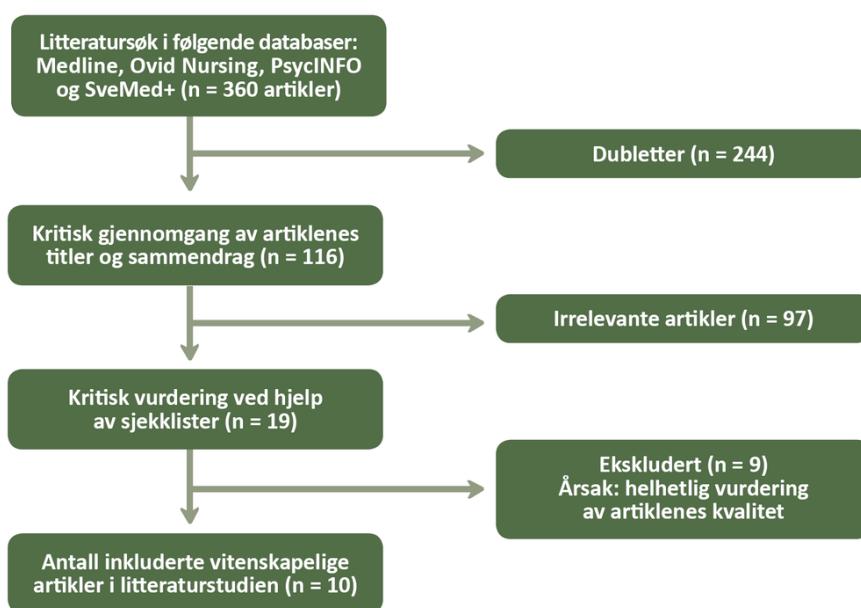 Litteratursøk i følgende databaser:
Medline, Ovid Nursing, PsycINFO
og SveMed+ (n = 360 artikler)
Dubletter (n = 244)
Kritisk gjennomgang av artiklenes
titler og sammendrag (n = 116)
Irrelevante artikler (n = 97)
Kritisk vurdering ved hjelp
av sjekklister (n = 19)
Ekskludert (n = 9)
Årsak: helhetlig vurdering
av artiklenes kvalitet
Antall inkluderte vitenskapelige
artikler i litteraturstudien (n = 10)